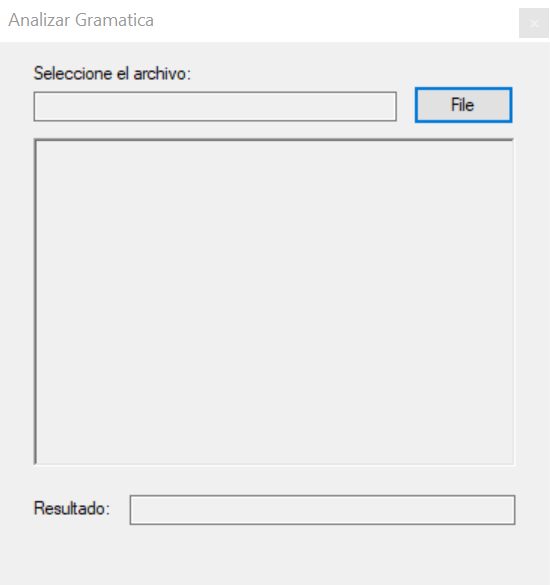 Analizar Gramatica
Seleccione el archivo:
File
Resultado: